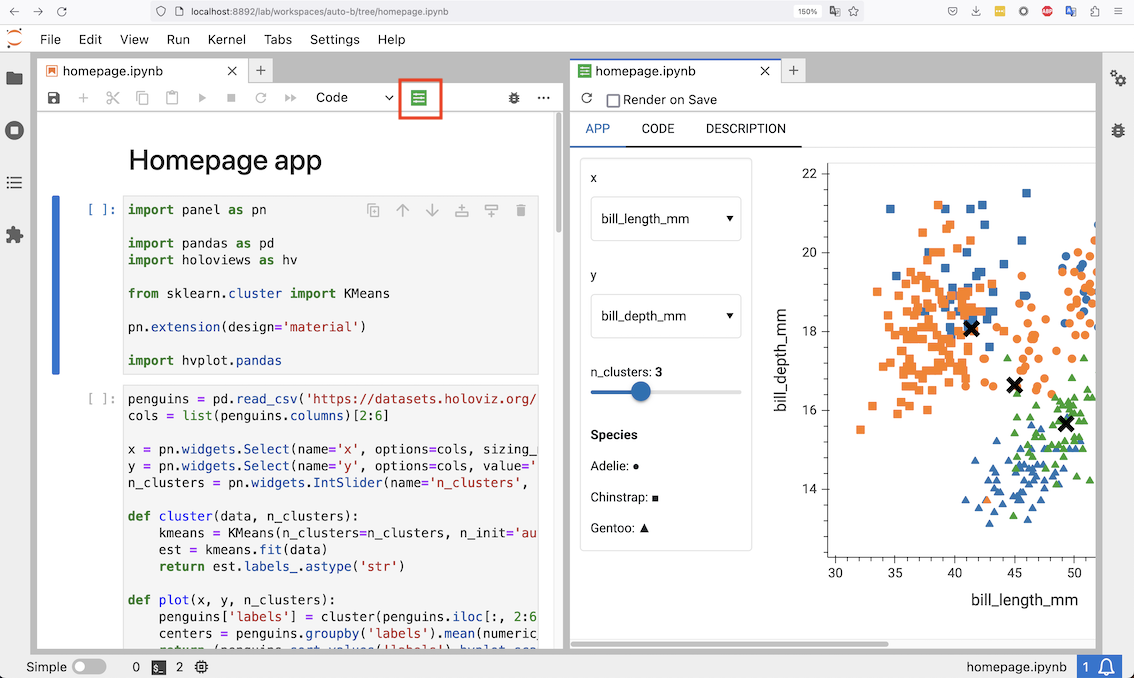 localhost:8892/lab/workspaces/auto-b/tree/homepage.ipynb
150%
ABP
File Edit View Run Kernel Tabs Settings Help
homepage.ipynb
Code
Homepage app
[ ]:
import panel as pn
import pandas as pd
import holoviews as hv
from sklearn.cluster import KMeans
pn.extension(design='material')
import hvplot.pandas
[ ]:
penguins = pd.read_csv('https://datasets.holoviz.org/
cols = list(penguins.columns)[2:6]
x = pn.widgets.Select(name='x', options=cols, sizing_
y = pn.widgets.Select(name='y', options=cols, value='
n_clusters = pn.widgets.IntSlider(name='n_clusters',
def cluster(data, n_clusters):
kmeans = KMeans(n_clusters=n_clusters, n_init='au
est = kmeans.fit(data)
return est.labels_.astype('str')
def plot(x, y, n_clusters):
penguins['labels'] = cluster(penguins.iloc[:, 2:6
centers = penguins.groupby('labels').mean(numeric_
homepage.ipynb
Render on Save
APP CODE DESCRIPTION
x
bill_length_mm
y
bill_depth_mm
n_clusters: 3
Species
Adelie:
Chinstrap:
Gentoo:
bill_depth_mm
22
20
18
16
14
30 35 40 45 50
bill_length_mm
Simple 0 $_ 2
homepage.ipynb 1